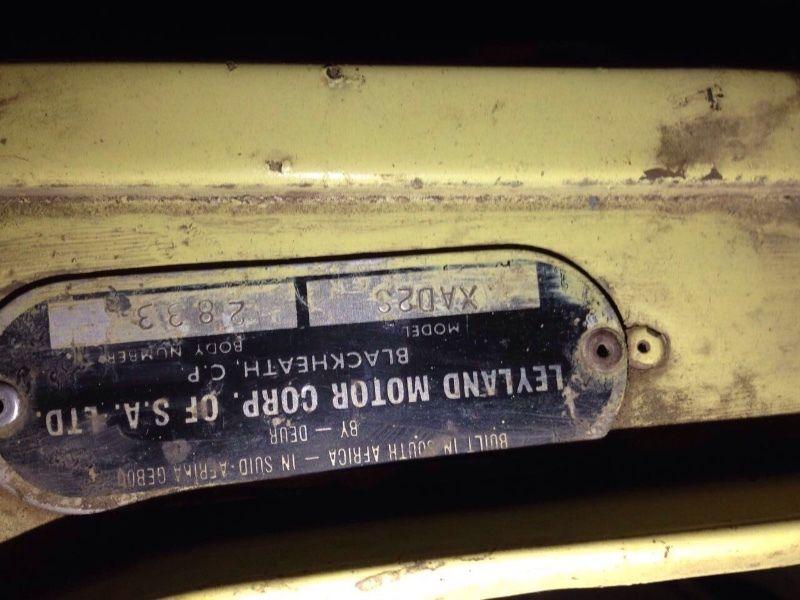 BUILT IN SOUTH AFRICA — IN SUID-AFRIKA GEBOU
BY — DEUR
LEYLAND MOTOR CORP. OF S.A. LTD.
BLACKHEATH, C.P.
MODEL BODY NUMBER
XAD2S 2833